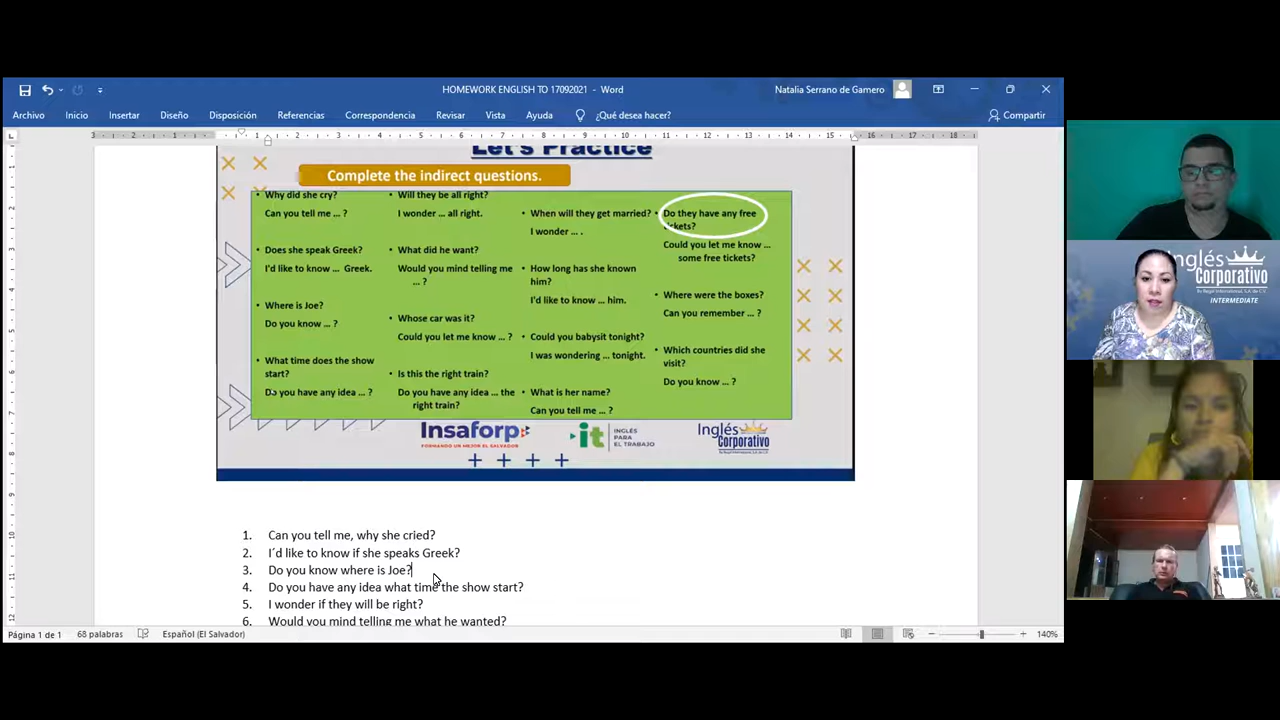 HOMEWORK ENGLISH TO 17092021 - Word
Natalia Serrano de Gamero
Archivo Inicio Insertar Diseño Disposición Referencias Correspondencia Revisar Vista Ayuda ¿Qué desea hacer? Compartir
Let's Practice
Complete the indirect questions.
• Why did she cry?
Can you tell me ... ?
• Does she speak Greek?
I'd like to know ... Greek.
• Where is Joe?
Do you know ... ?
• What time does the show
start?
Do you have any idea ... ?
• Will they be all right?
I wonder ... all right.
• What did he want?
Would you mind telling me
... ?
• Whose car was it?
Could you let me know ... ?
• Is this the right train?
Do you have any idea ... the
right train?
• When will they get married?
I wonder ... .
• How long has she known
him?
I'd like to know ... him.
• Could you babysit tonight?
I was wondering ... tonight.
• What is her name?
Can you tell me ... ?
• Do they have any free
tickets?
Could you let me know ...
some free tickets?
• Where were the boxes?
Can you remember ... ?
• Which countries did she
visit?
Do you know ... ?
Insaforp
FORMANDO UN MEJOR EL SALVADOR
it
INGLÉS
PARA
EL TRABAJO
Inglés
Corporativo
1. Can you tell me, why she cried?
2. I´d like to know if she speaks Greek?
3. Do you know where is Joe?
4. Do you have any idea what time the show start?
5. I wonder if they will be right?
6. Would you mind telling me what he wanted?
Página 1 de 1 68 palabras Español (El Salvador) 140%
Inglés
Corporativo
INTERMEDIATE